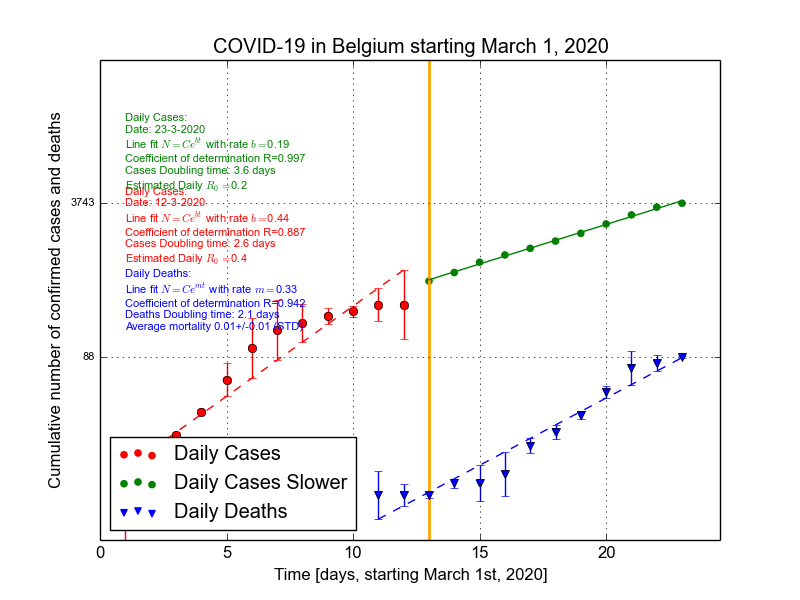 COVID-19 in Belgium starting March 1, 2020
Cumulative number of confirmed cases and deaths
Daily Cases:
Date: 23-3-2020
Line fit N=Ce^{bt} with rate b=0.19
Coefficient of determination R=0.997
Cases Doubling time: 3.6 days
Estimated Daily R_0=0.2
Daily Cases:
Date: 12-3-2020
Line fit N=Ce^{bt} with rate b=0.44
Coefficient of determination R=0.887
Cases Doubling time: 2.6 days
Estimated Daily R_0=0.4
Daily Deaths:
Line fit N=Ce^{mt} with rate m=0.33
Coefficient of determination R=0.942
Deaths Doubling time: 2.1 days
Average mortality 0.01+/-0.01 (STD)
3743
88
Daily Cases
Daily Cases Slower
Daily Deaths
0 5 10 15 20
Time [days, starting March 1st, 2020]